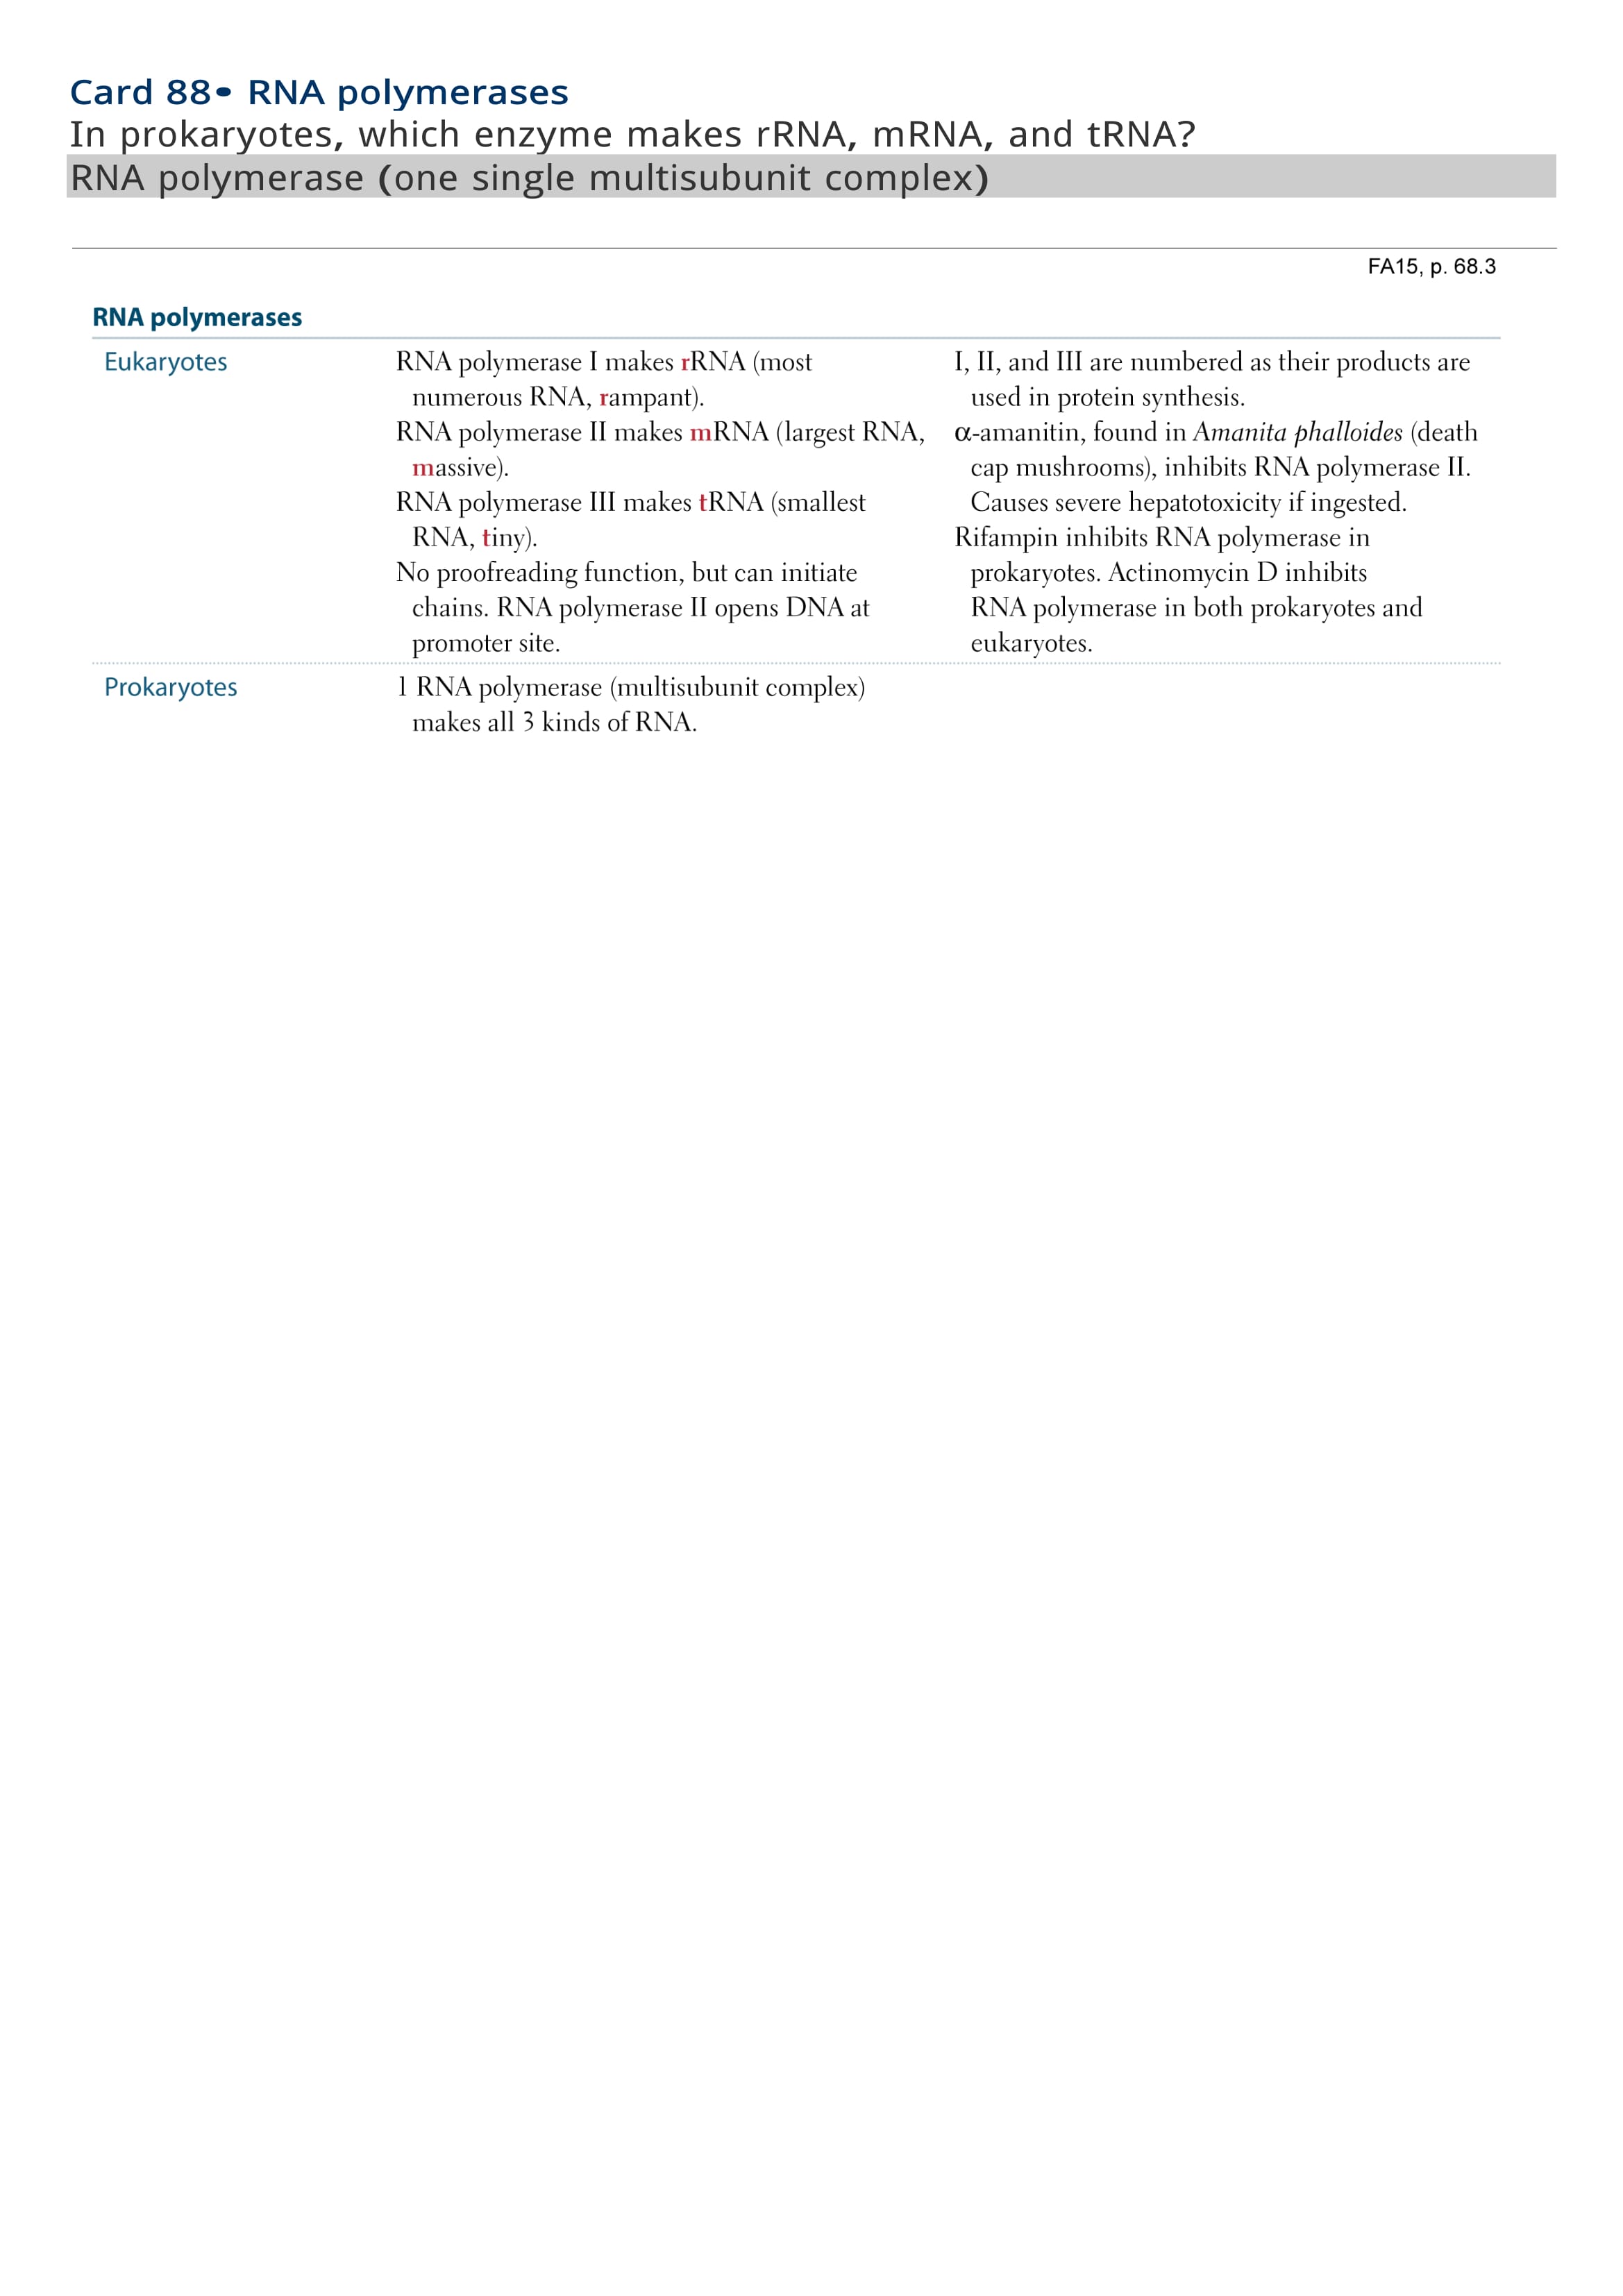 Card 88• RNA polymerases
In prokaryotes, which enzyme makes rRNA, mRNA, and tRNA?
RNA polymerase (one single multisubunit complex)
FA15, p. 68.3
RNA polymerases
Eukaryotes
RNA polymerase I makes rRNA (most
numerous RNA, rampant).
RNA polymerase II makes mRNA (largest RNA,
massive).
RNA polymerase III makes tRNA (smallest
RNA, tiny).
No proofreading function, but can initiate
chains. RNA polymerase II opens DNA at
promoter site.
I, II, and III are numbered as their products are
used in protein synthesis.
α-amanitin, found in Amanita phalloides (death
cap mushrooms), inhibits RNA polymerase II.
Causes severe hepatotoxicity if ingested.
Rifampin inhibits RNA polymerase in
prokaryotes. Actinomycin D inhibits
RNA polymerase in both prokaryotes and
eukaryotes.
Prokaryotes
1 RNA polymerase (multisubunit complex)
makes all 3 kinds of RNA.